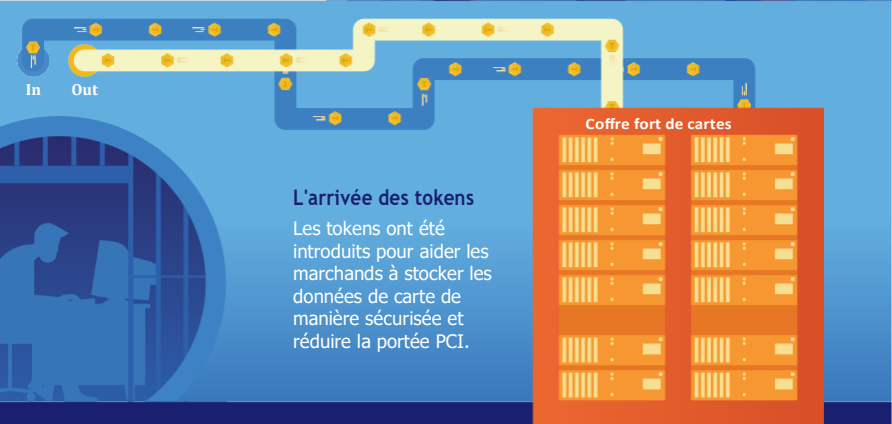 In
Out
Coffre fort de cartes
L'arrivée des tokens
Les tokens ont été
introduits pour aider les
marchands à stocker les
données de carte de
manière sécurisée et
réduire la portée PCI.